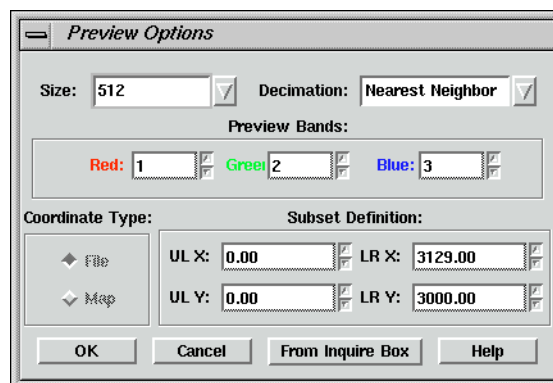 Preview Options
Size: 512 Decimation: Nearest Neighbor
Preview Bands:
Red: 1 Green 2 Blue: 3
Coordinate Type: Subset Definition:
File UL X: 0.00 LR X: 3129.00
Map UL Y: 0.00 LR Y: 3000.00
OK Cancel From Inquire Box Help